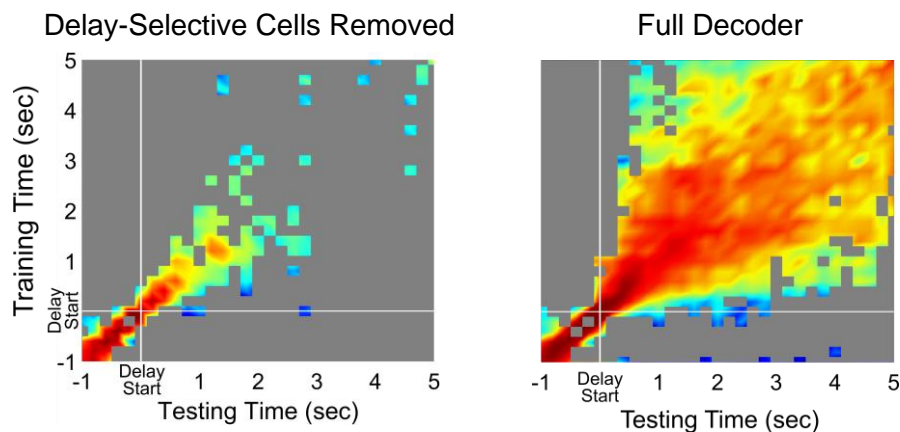 Delay-Selective Cells Removed
Full Decoder
Training Time (sec)
5
4
3
2
1
Delay
Start
-1
-1
Delay
Start
1
2
3
4
5
Testing Time (sec)
-1
Delay
Start
1
2
3
4
5
Testing Time (sec)